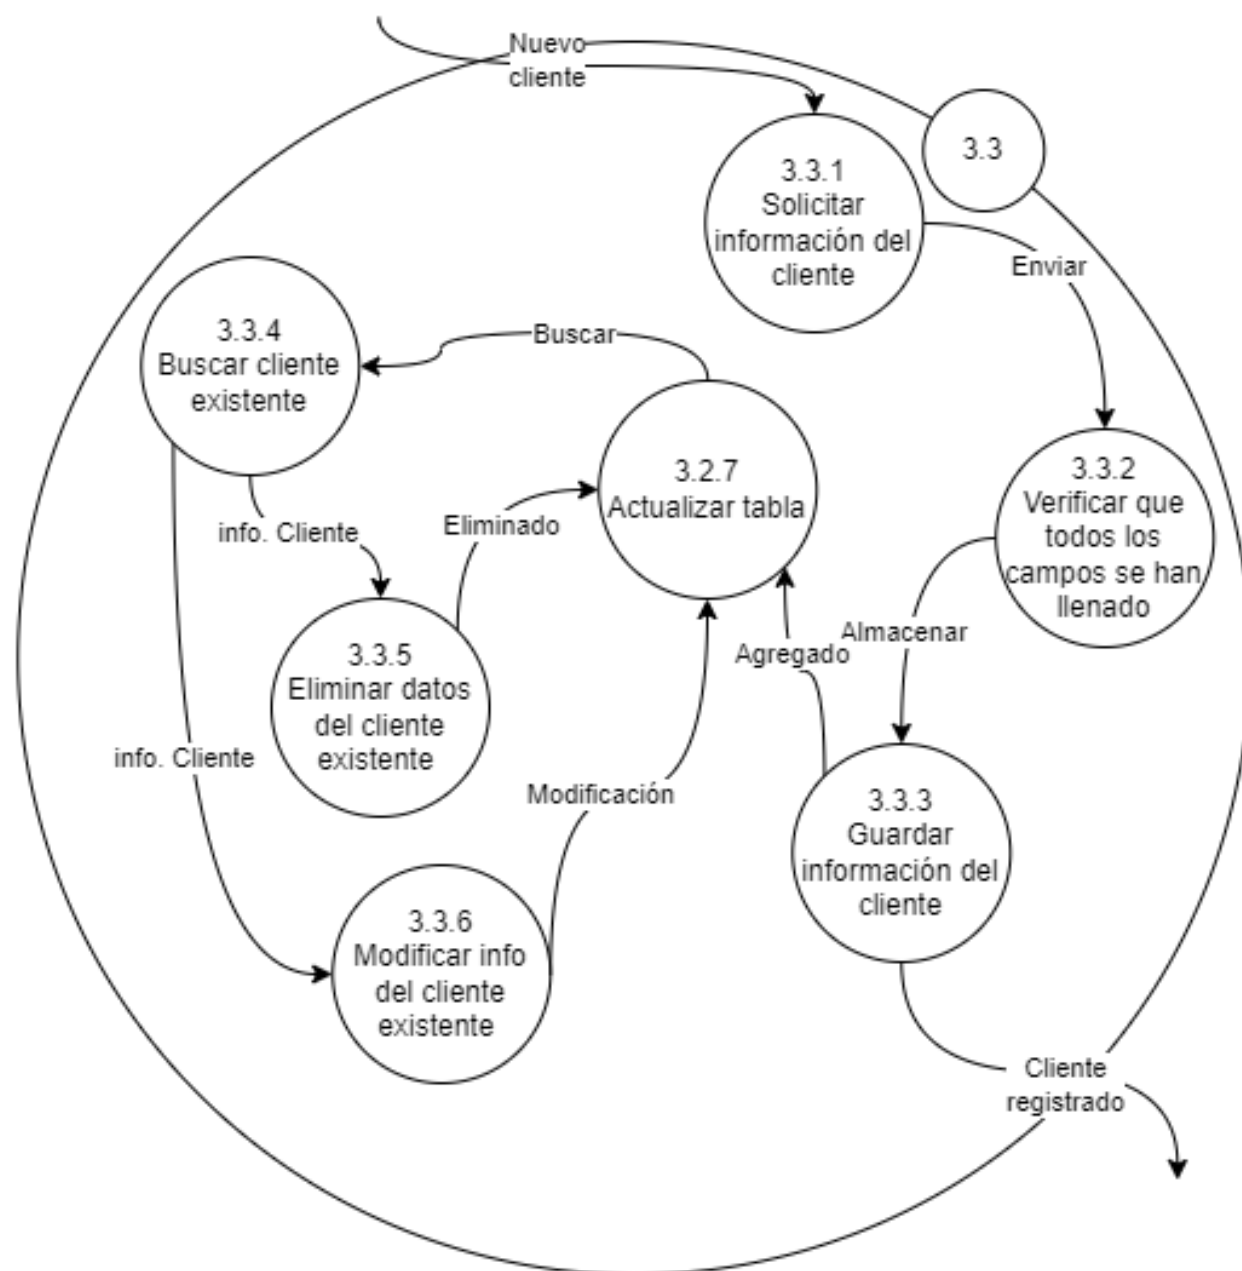 Nuevo
cliente
3.3
3.3.1
Solicitar
información del
cliente
Enviar
3.3.4
Buscar cliente
existente
Buscar
3.2.7
Actualizar tabla
3.3.2
Verificar que
todos los
campos se han
llenado
info. Cliente
Eliminado
Almacenar
Agregado
3.3.5
Eliminar datos
del cliente
existente
info. Cliente
Modificación
3.3.3
Guardar
información del
cliente
3.3.6
Modificar info
del cliente
existente
Cliente
registrado